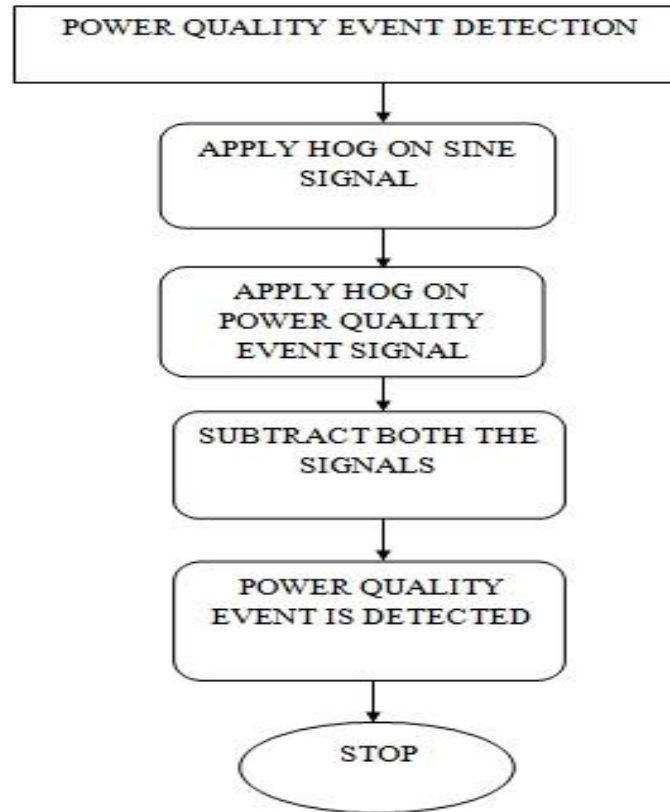 POWER QUALITY EVENT DETECTION
APPLY HOG ON SINE
SIGNAL
APPLY HOG ON
POWER QUALITY
EVENT SIGNAL
SUBTRACT BOTH THE
SIGNALS
POWER QUALITY
EVENT IS DETECTED
STOP